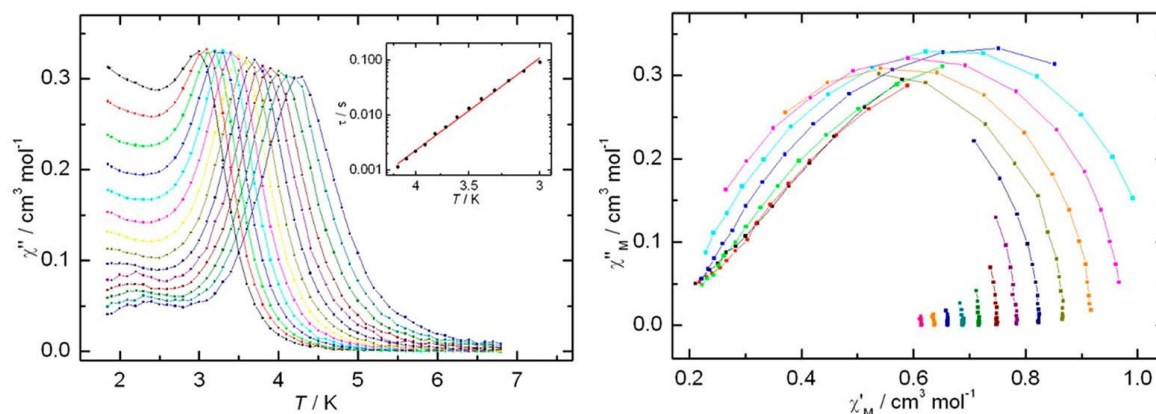 χ'' / cm³ mol⁻¹
0.3
0.2
0.1
0.0
2 3 4 5 6 7
T / K
τ / s
0.100
0.010
0.001
4 3.5 3
T / K
χ''M / cm³ mol⁻¹
0.3
0.2
0.1
0.0
0.2 0.4 0.6 0.8 1.0
χ'M / cm³ mol⁻¹